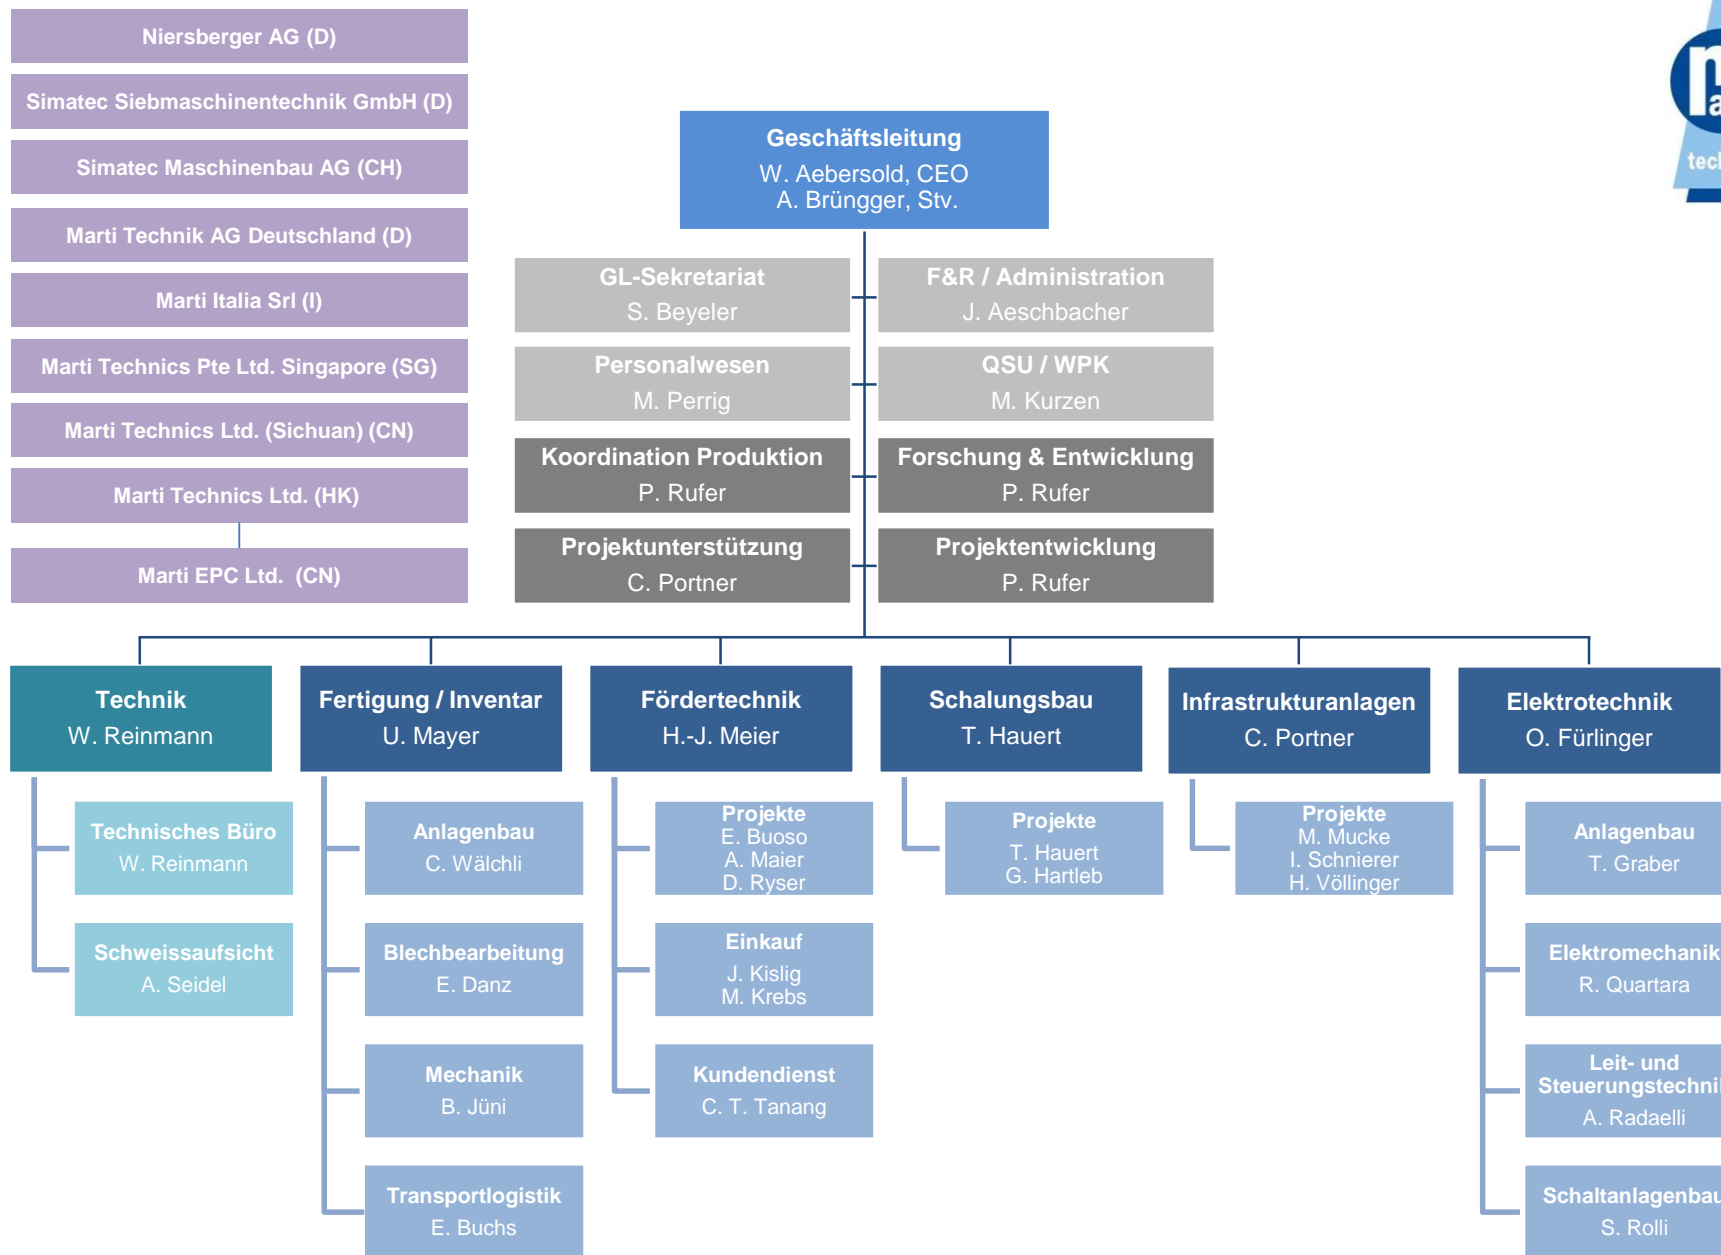 Niersberger AG (D)
Simatec Siebmaschinentechnik GmbH (D)
Simatec Maschinenbau AG (CH)
Marti Technik AG Deutschland (D)
Marti Italia Srl (I)
Marti Technics Pte Ltd. Singapore (SG)
Marti Technics Ltd. (Sichuan) (CN)
Marti Technics Ltd. (HK)
Marti EPC Ltd. (CN)
Geschäftsleitung
W. Aebersold, CEO
A. Brüngger, Stv.
GL-Sekretariat
S. Beyeler
F&R / Administration
J. Aeschbacher
Personalwesen
M. Perrig
QSU / WPK
M. Kurzen
Koordination Produktion
P. Rufer
Forschung & Entwicklung
P. Rufer
Projektunterstützung
C. Portner
Projektentwicklung
P. Rufer
Technik
W. Reinmann
Technisches Büro
W. Reinmann
Schweissaufsicht
A. Seidel
Fertigung / Inventar
U. Mayer
Anlagenbau
C. Wälchli
Blechbearbeitung
E. Danz
Mechanik
B. Jüni
Transportlogistik
E. Buchs
Fördertechnik
H.-J. Meier
Projekte
E. Buoso
A. Maier
D. Ryser
Einkauf
J. Kislig
M. Krebs
Kundendienst
C. T. Tanang
Schalungsbau
T. Hauert
Projekte
T. Hauert
G. Hartleb
Infrastrukturanlagen
C. Portner
Projekte
M. Mucke
I. Schnierer
H. Völlinger
Elektrotechnik
O. Fürlinger
Anlagenbau
T. Graber
Elektromechanik
R. Quartara
Leit- und
Steuerungstechni
A. Radaelli
Schaltanlagenbau
S. Rolli